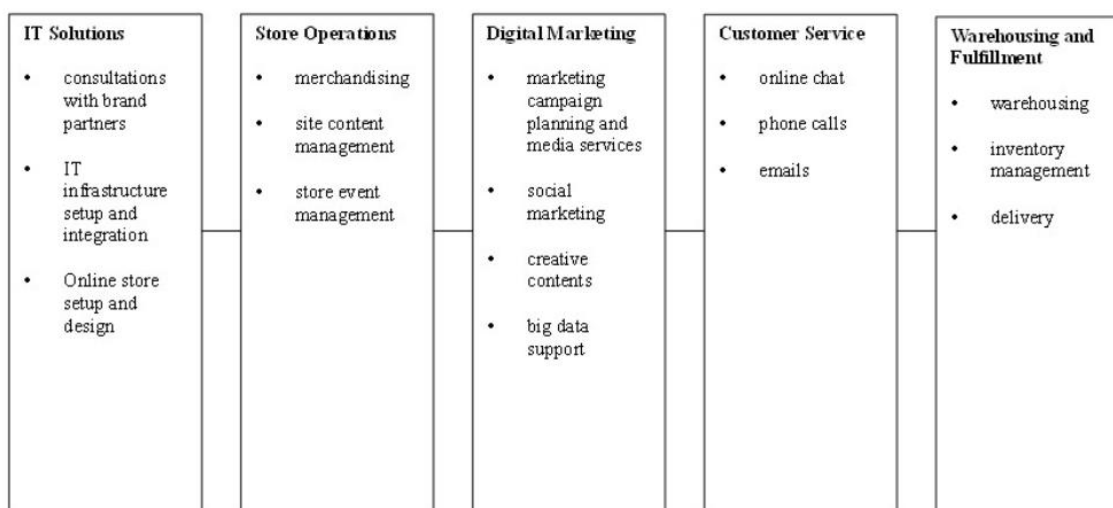 IT Solutions
• consultations
with brand
partners
• IT
infrastructure
setup and
integration
• Online store
setup and
design
Store Operations
• merchandising
• site content
management
• store event
management
Digital Marketing
• marketing
campaign
planning and
media services
• social
marketing
• creative
contents
• big data
support
Customer Service
• online chat
• phone calls
• emails
Warehousing and
Fulfillment
• warehousing
• inventory
management
• delivery